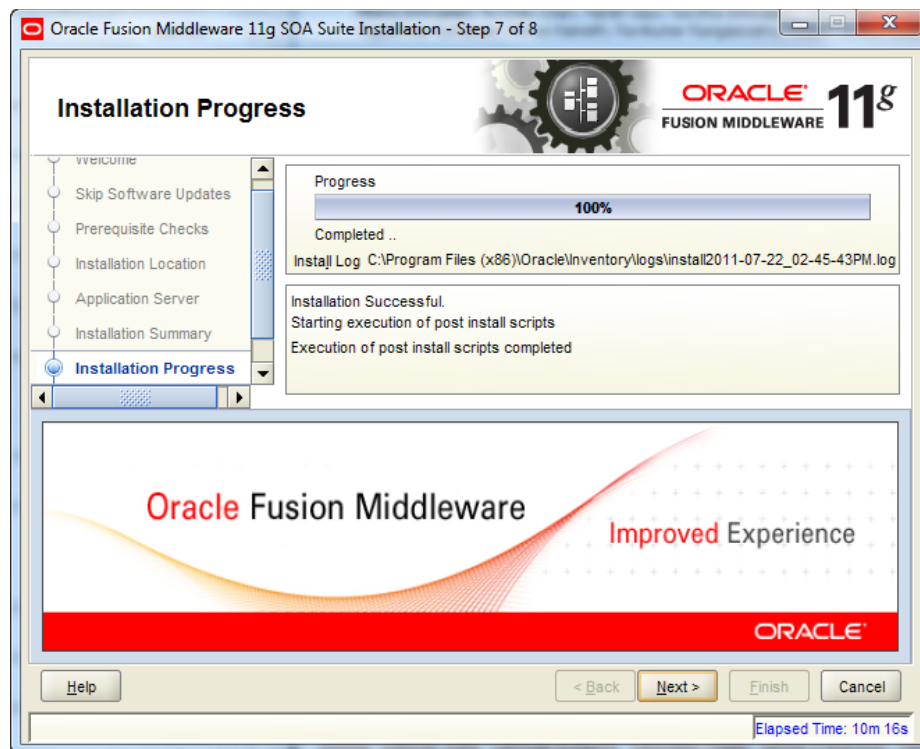 Oracle Fusion Middleware 11g SOA Suite Installation - Step 7 of 8
Installation Progress
ORACLE
FUSION MIDDLEWARE
11g
Welcome
Skip Software Updates
Prerequisite Checks
Installation Location
Application Server
Installation Summary
Installation Progress
Progress
100%
Completed ..
Install Log C:\Program Files (x86)\Oracle\Inventory\logs\install2011-07-22_02-45-43PM.log
Installation Successful.
Starting execution of post install scripts
Execution of post install scripts completed
Oracle Fusion Middleware
Improved Experience
ORACLE
Help
< Back
Next >
Finish
Cancel
Elapsed Time: 10m 16s